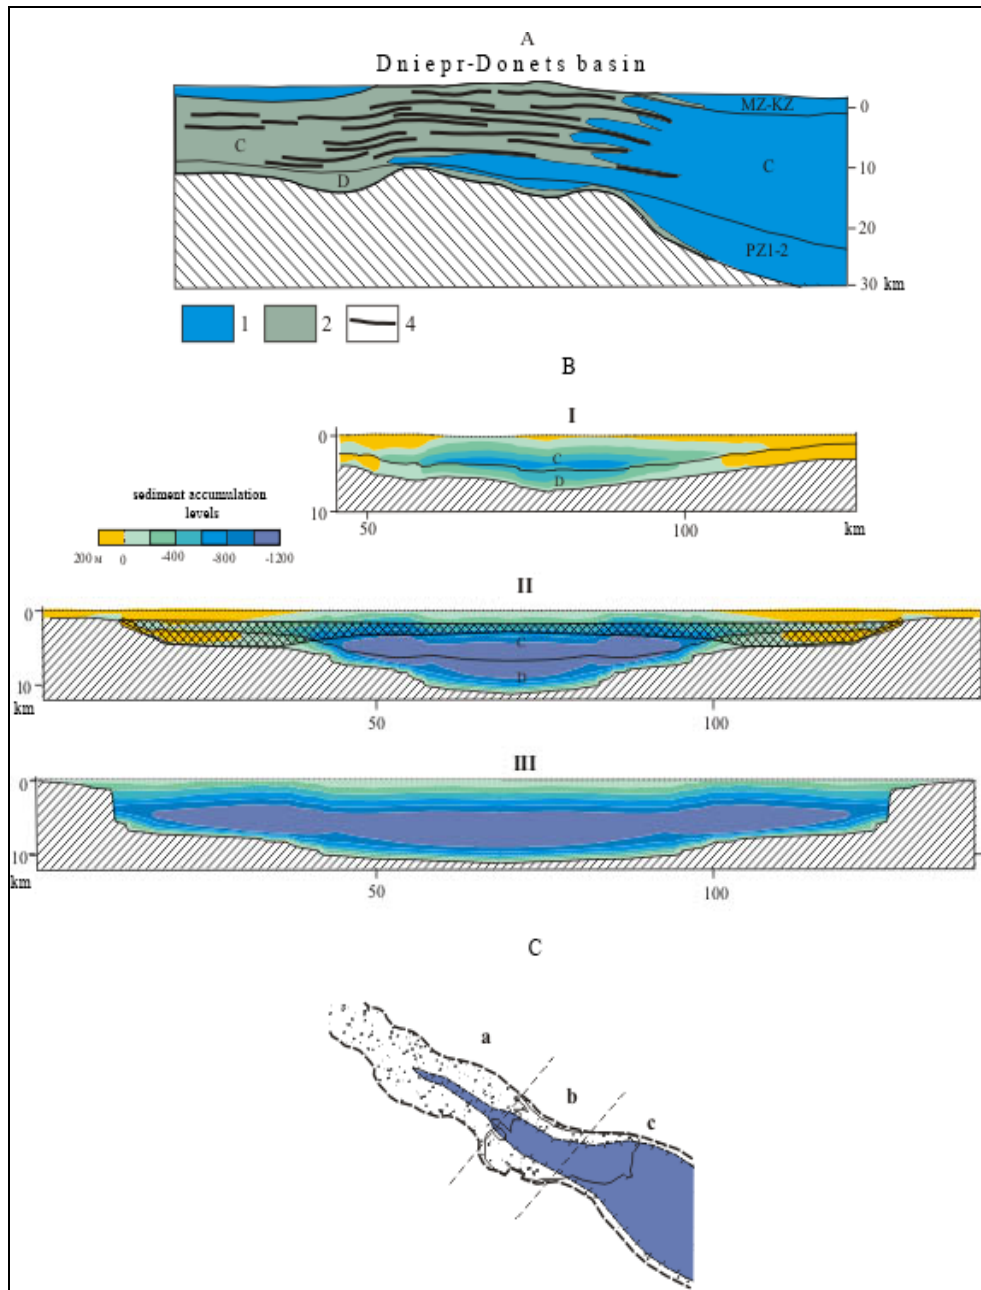 A
Dniepr-Donets basin
MZ-KZ
0
C
C
10
D
20
PZ1-2
30 km
1 2 4
B
I
0
C
D
10
50 100 km
sediment accumulation
levels
200 м 0 -400 -800 -1200
II
0
C
D
10
km
50 100
III
0
10
km
50 100
C
a
b
c